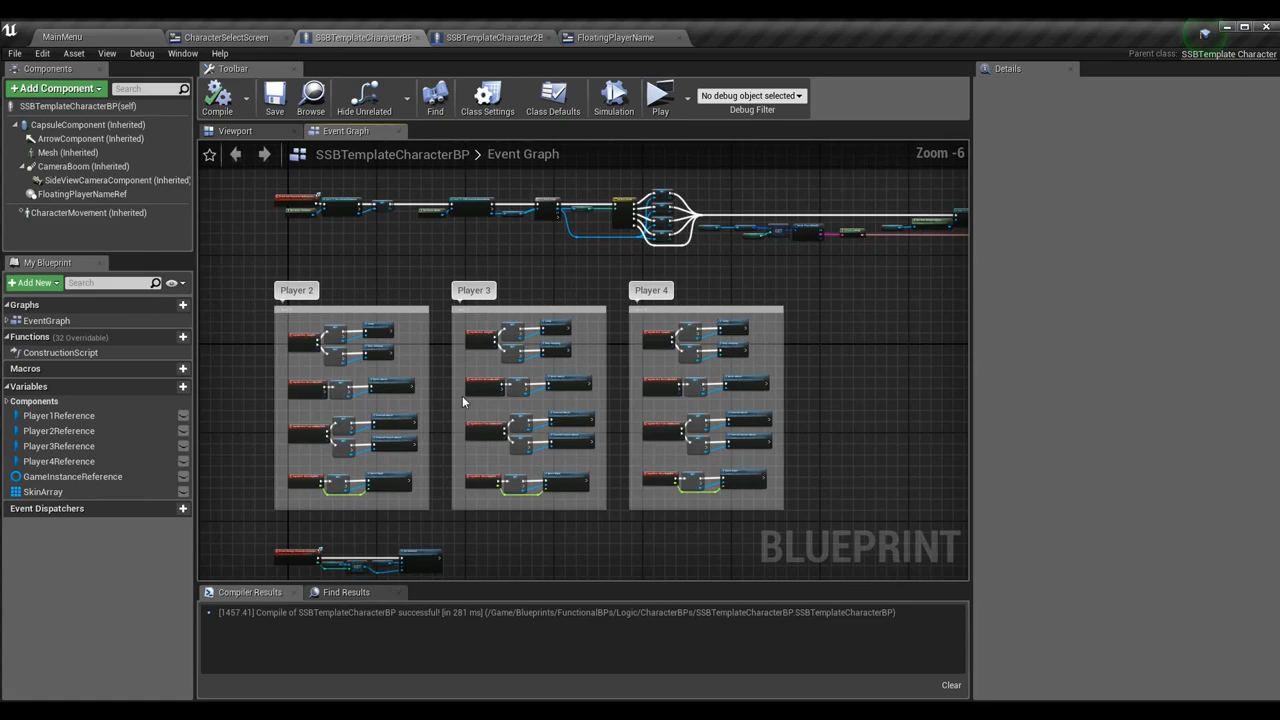 MainMenu
CharacterSelectScreen
SSBTemplateCharacterBP
SSBTemplateCharacter2B
FloatingPlayerName
File Edit Asset View Debug Window Help
Parent class: SSBTemplate Character
Components
Toolbar
Details
+Add Component
Search
Compile
Save
Browse
Hide Unrelated
Find
Class Settings
Class Defaults
Simulation
Play
No debug object selected
Debug Filter
SSBTemplateCharacterBP(self)
CapsuleComponent (Inherited)
ArrowComponent (Inherited)
Mesh (Inherited)
CameraBoom (Inherited)
SideViewCameraComponent (Inherited)
FloatingPlayerNameRef
CharacterMovement (Inherited)
Viewport
Event Graph
SSBTemplateCharacterBP > Event Graph
Zoom -6
My Blueprint
+Add New
Search
Graphs
EventGraph
Functions (32 Overridable)
ConstructionScript
Macros
Variables
Components
Player1Reference
Player2Reference
Player3Reference
Player4Reference
GameInstanceReference
SkinArray
Event Dispatchers
Player 2
Player 3
Player 4
BLUEPRINT
Compiler Results
Find Results
[1457.41] Compile of SSBTemplateCharacterBP successful! [in 281 ms] (/Game/Blueprints/FunctionalBPs/Logic/CharacterBPs/SSBTemplateCharacterBP.SSBTemplateCharacterBP)
Clear